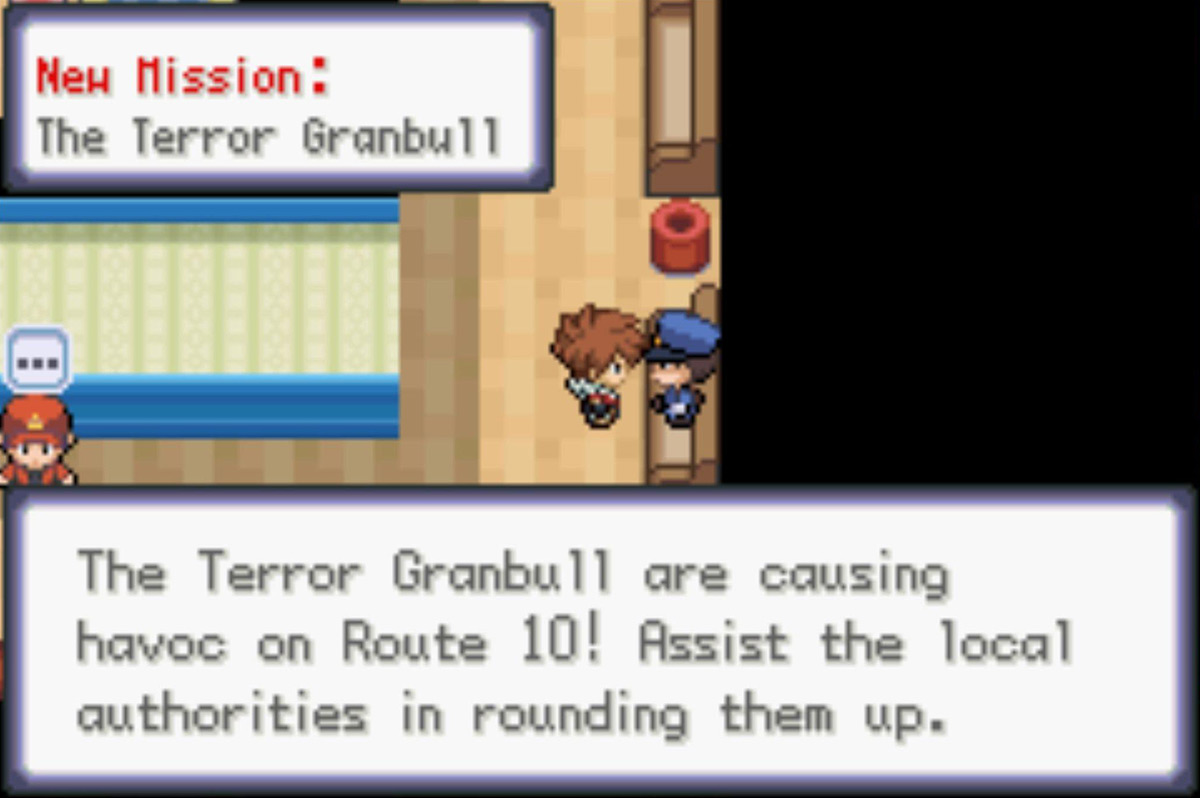 New Mission:
The Terror Granbull
...
The Terror Granbull are causing
havoc on Route 10! Assist the local
authorities in rounding them up.